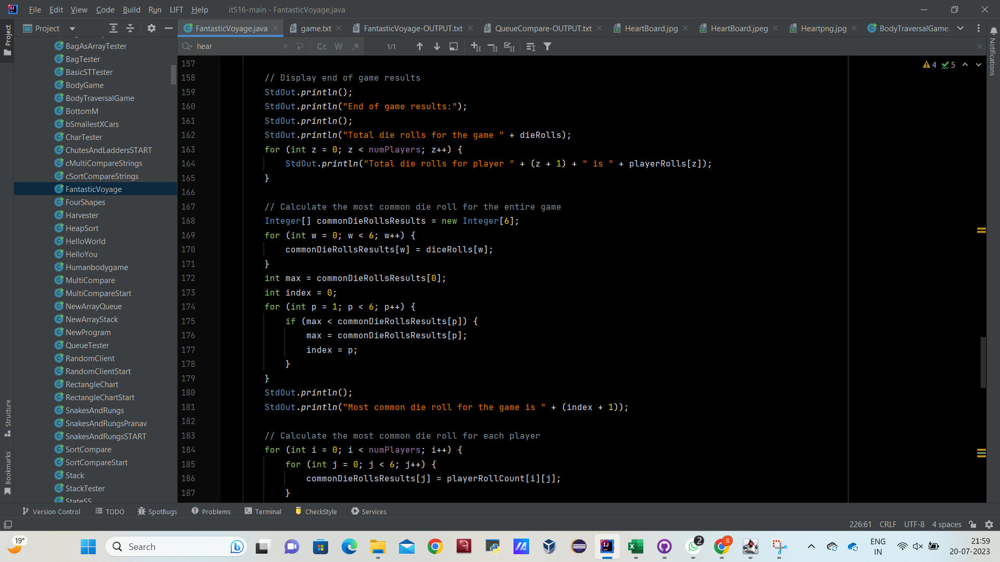 File Edit View Code Build Run LIFT Help it516-main - FantasticVoyage.java
Project FantasticVoyage.java game.txt FantasticVoyage-OUTPUT.txt QueueCompare-OUTPUT.txt HeartBoard.jpg HeartBoard.jpeg Heartpng.jpg BodyTraversalGame.
hear Cc W .* 1/1
Project
Structure
Bookmarks
Notifications
BagAsArrayTester
BagTester
BasicSTTester
BodyGame
BodyTraversalGame
BottomM
bSmallestXCars
CharTester
ChutesAndLaddersSTART
cMultiCompareStrings
cSortCompareStrings
FantasticVoyage
FourShapes
Harvester
HeapSort
HelloWorld
HelloYou
Humanbodygame
MultiCompare
MultiCompareStart
NewArrayQueue
NewArrayStack
NewProgram
QueueTester
RandomClient
RandomClientStart
RectangleChart
RectangleChartStart
SnakesAndRungs
SnakesAndRungsPranav
SnakesAndRungsSTART
SortCompare
SortCompareStart
Stack
StackTester
StateSS
4 5
157
158 // Display end of game results
159 StdOut.println();
160 StdOut.println("End of game results:");
161 StdOut.println();
162 StdOut.println("Total die rolls for the game " + dieRolls);
163 for (int z = 0; z < numPlayers; z++) {
164 StdOut.println("Total die rolls for player " + (z + 1) + " is " + playerRolls[z]);
165 }
166
167 // Calculate the most common die roll for the entire game
168 Integer[] commonDieRollsResults = new Integer[6];
169 for (int w = 0; w < 6; w++) {
170 commonDieRollsResults[w] = diceRolls[w];
171 }
172 int max = commonDieRollsResults[0];
173 int index = 0;
174 for (int p = 1; p < 6; p++) {
175 if (max < commonDieRollsResults[p]) {
176 max = commonDieRollsResults[p];
177 index = p;
178 }
179 }
180 StdOut.println();
181 StdOut.println("Most common die roll for the game is " + (index + 1));
182
183 // Calculate the most common die roll for each player
184 for (int i = 0; i < numPlayers; i++) {
185 for (int j = 0; j < 6; j++) {
186 commonDieRollsResults[j] = playerRollCount[i][j];
187 }
Version Control TODO SpotBugs Problems Terminal CheckStyle Services
226:61 CRLF UTF-8 4 spaces
19° Search 2 S ENG IN 21:59 20-07-2023